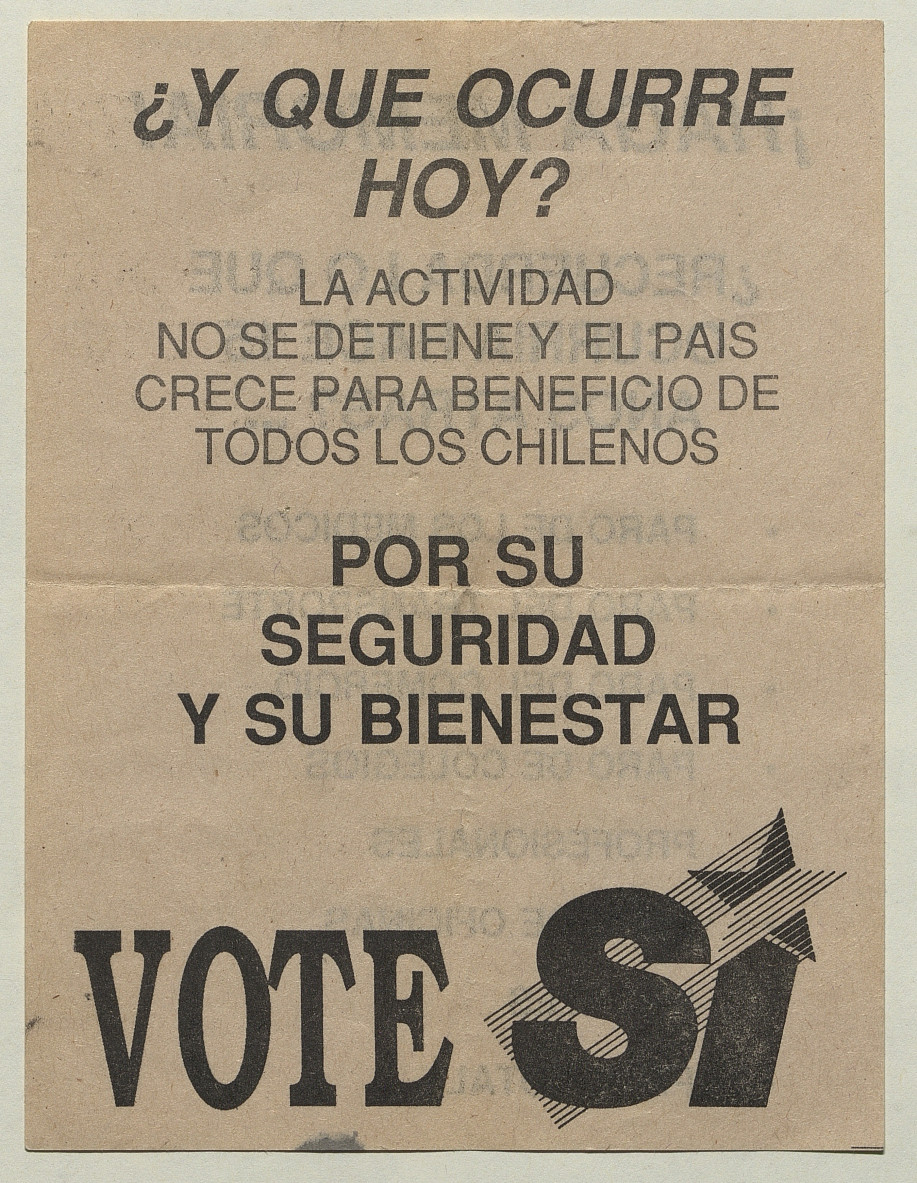 ¿Y QUE OCURRE
HOY?
LA ACTIVIDAD
NO SE DETIENE Y EL PAIS
CRECE PARA BENEFICIO DE
TODOS LOS CHILENOS
POR SU
SEGURIDAD
Y SU BIENESTAR
VOTE SÍ